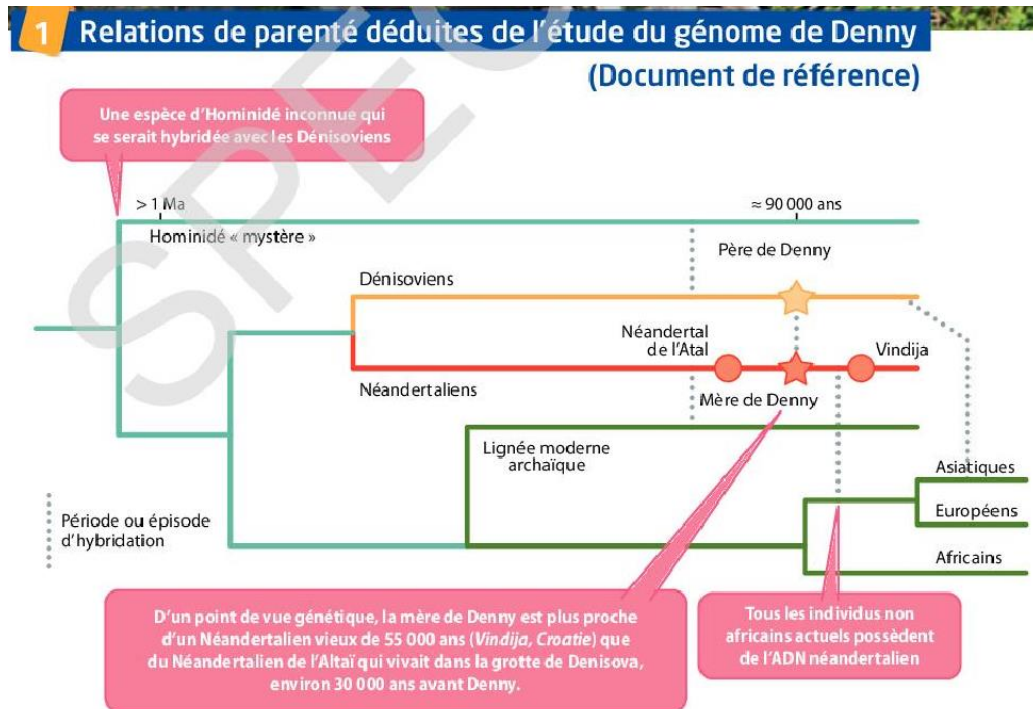 1 Relations de parenté déduites de l'étude du génome de Denny
(Document de référence)
Une espèce d'Hominidé inconnue qui
se serait hybridée avec les Dénisoviens
> 1 Ma
≈ 90 000 ans
Hominidé « mystère »
Père de Denny
Dénisoviens
Néandertal
de l'Atal
Vindija
Néandertaliens
Mère de Denny
Lignée moderne
archaïque
Asiatiques
Européens
Africains
Période ou épisode
d'hybridation
D'un point de vue génétique, la mère de Denny est plus proche
d'un Néandertalien vieux de 55 000 ans (Vindija, Croatie) que
du Néandertalien de l'Altaï qui vivait dans la grotte de Denisova,
environ 30 000 ans avant Denny.
Tous les individus non
africains actuels possèdent
de l'ADN néandertalien
SPEC